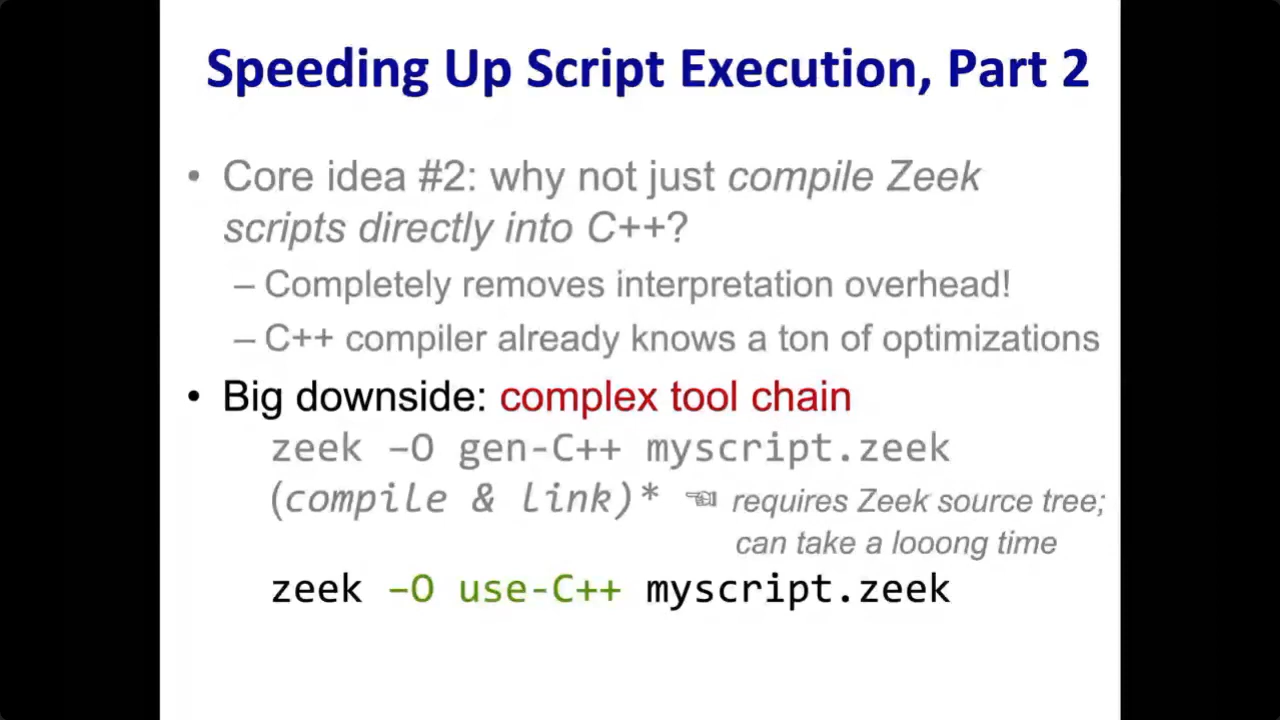 Speeding Up Script Execution, Part 2
• Core idea #2: why not just compile Zeek
scripts directly into C++?
– Completely removes interpretation overhead!
– C++ compiler already knows a ton of optimizations
• Big downside: complex tool chain
zeek –O gen-C++ myscript.zeek
(compile & link)* ☜ requires Zeek source tree;
can take a looong time
zeek –O use-C++ myscript.zeek